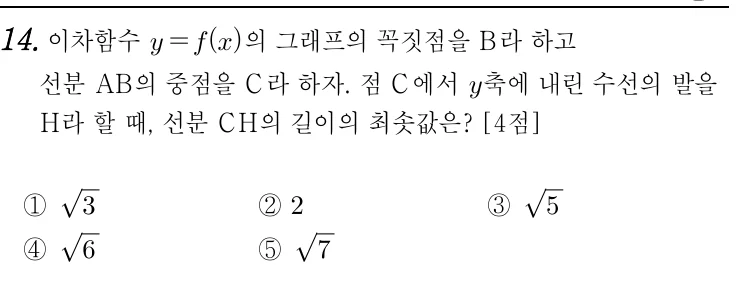 14. 이차함수 y=f(x)의 그래프의 꼭짓점을 B라 하고
선분 AB의 중점을 C라 하자. 점 C에서 y축에 내린 수선의 발을
H라 할 때, 선분 CH의 길이의 최솟값은? [4점]
① √3 ② 2 ③ √5
④ √6 ⑤ √7